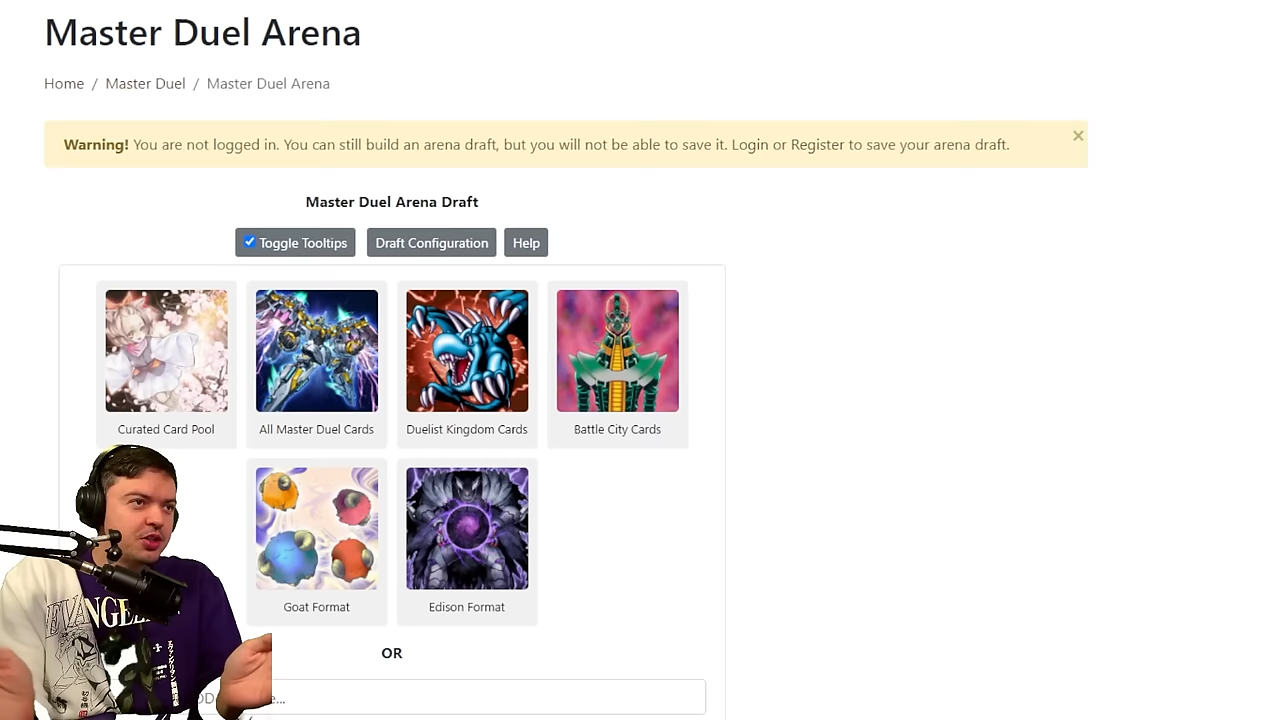 Master Duel Arena
Home / Master Duel / Master Duel Arena
Warning! You are not logged in. You can still build an arena draft, but you will not be able to save it. Login or Register to save your arena draft.
×
Master Duel Arena Draft
Toggle Tooltips Draft Configuration Help
Curated Card Pool All Master Duel Cards Duelist Kingdom Cards Battle City Cards
Goat Format Edison Format
OR